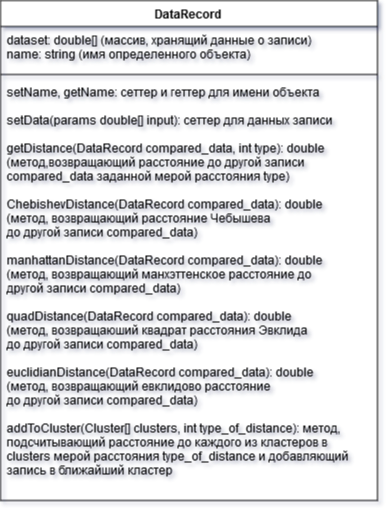 DataRecord
dataset: double[] (массив, хранящий данные о записи)
name: string (имя определенного объекта)
setName, getName: сеттер и геттер для имени объекта
setData(params double[] input): сеттер для данных записи
getDistance(DataRecord compared_data, int type): double
(метод,возвращающий расстояние до другой записи
compared_data заданной мерой расстояния type)
ChebishevDistance(DataRecord compared_data): double
(метод, возвращающий расстояние Чебышева
до другой записи compared_data)
manhattanDistance(DataRecord compared_data): double
(метод, возвращающий манхэттенское расстояние до
другой записи compared_data)
quadDistance(DataRecord compared_data): double
(метод, возвращаюший квадрат расстояния Эвклида
до другой записи compared_data)
euclidianDistance(DataRecord compared_data): double
(метод, возвращающий евклидово расстояние
до другой записи compared_data)
addToCluster(Cluster[] clusters, int type_of_distance): метод,
подсчитывающий расстояние до каждого из кластеров в
clusters мерой расстояния type_of_distance и добавляющий
запись в ближайший кластер